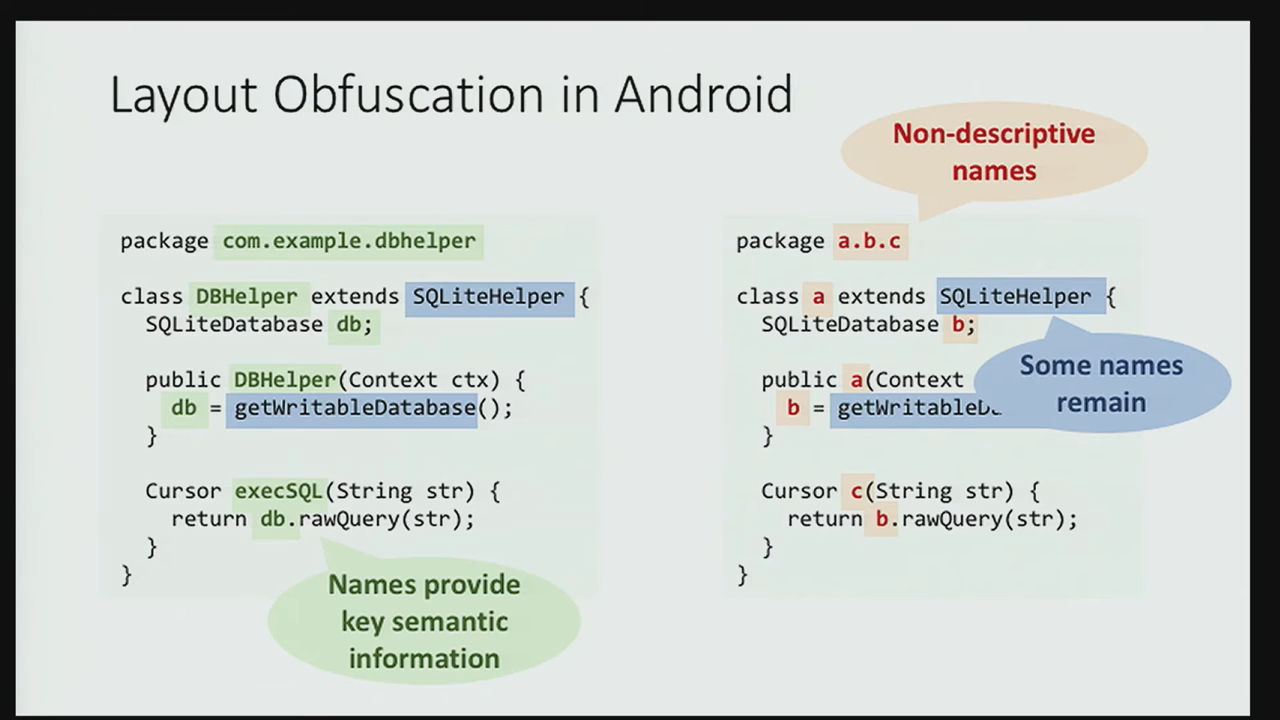 Layout Obfuscation in Android
Non-descriptive
names
package com.example.dbhelper
class DBHelper extends SQLiteHelper {
SQLiteDatabase db;
public DBHelper(Context ctx) {
db = getWritableDatabase();
}
Cursor execSQL(String str) {
return db.rawQuery(str);
}
}
Names provide
key semantic
information
package a.b.c
class a extends SQLiteHelper {
SQLiteDatabase b;
public a(Context
b = getWritable
}
Cursor c(String str) {
return b.rawQuery(str);
}
}
Some names
remain